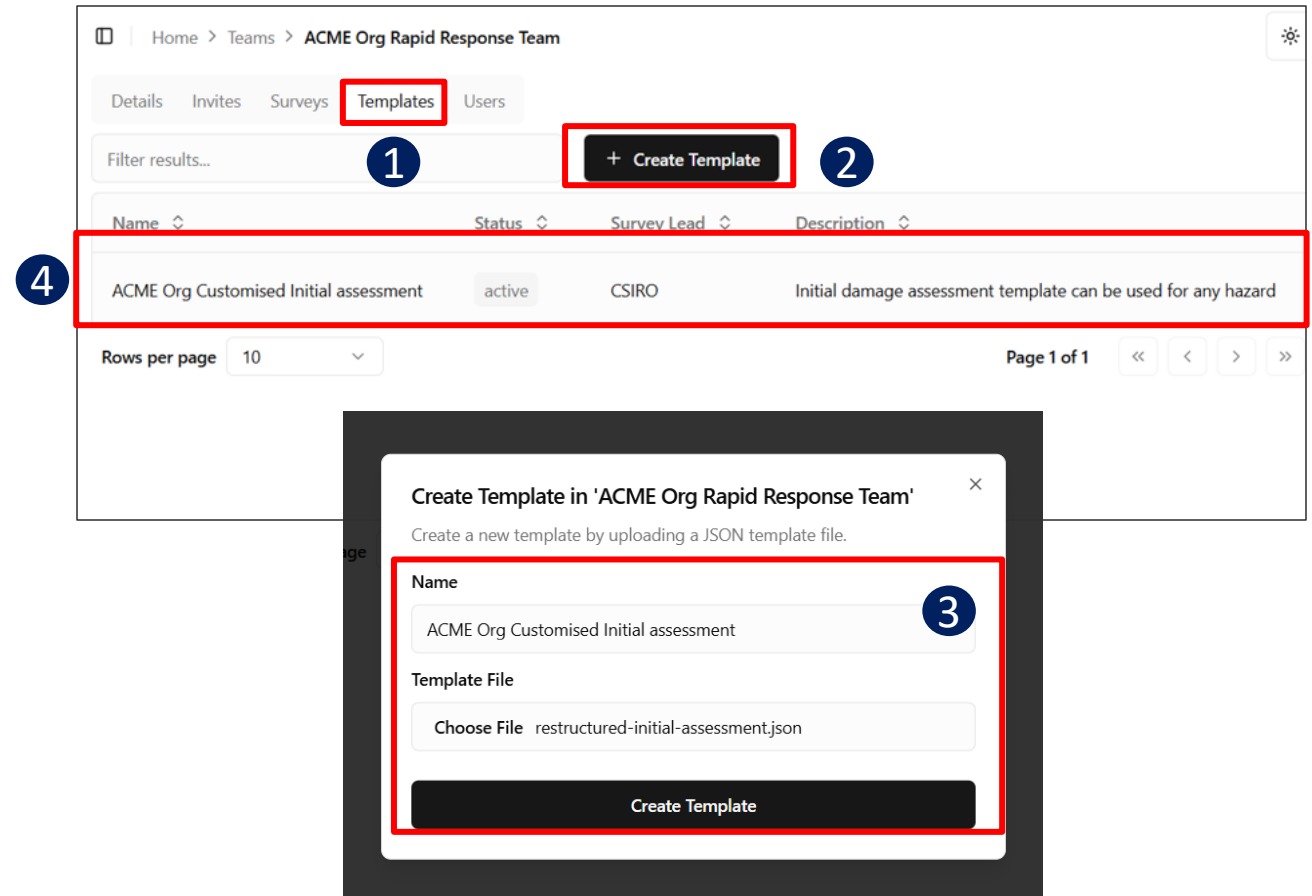 Home > Teams > ACME Org Rapid Response Team
Details Invites Surveys Templates Users
1
Filter results...
+ Create Template
2
Name Status Survey Lead Description
4
ACME Org Customised Initial assessment active CSIRO Initial damage assessment template can be used for any hazard
Rows per page 10 Page 1 of 1 « < > »
Create Template in 'ACME Org Rapid Response Team'
Create a new template by uploading a JSON template file.
age
Name
3
ACME Org Customised Initial assessment
Template File
Choose File restructured-initial-assessment.json
Create Template